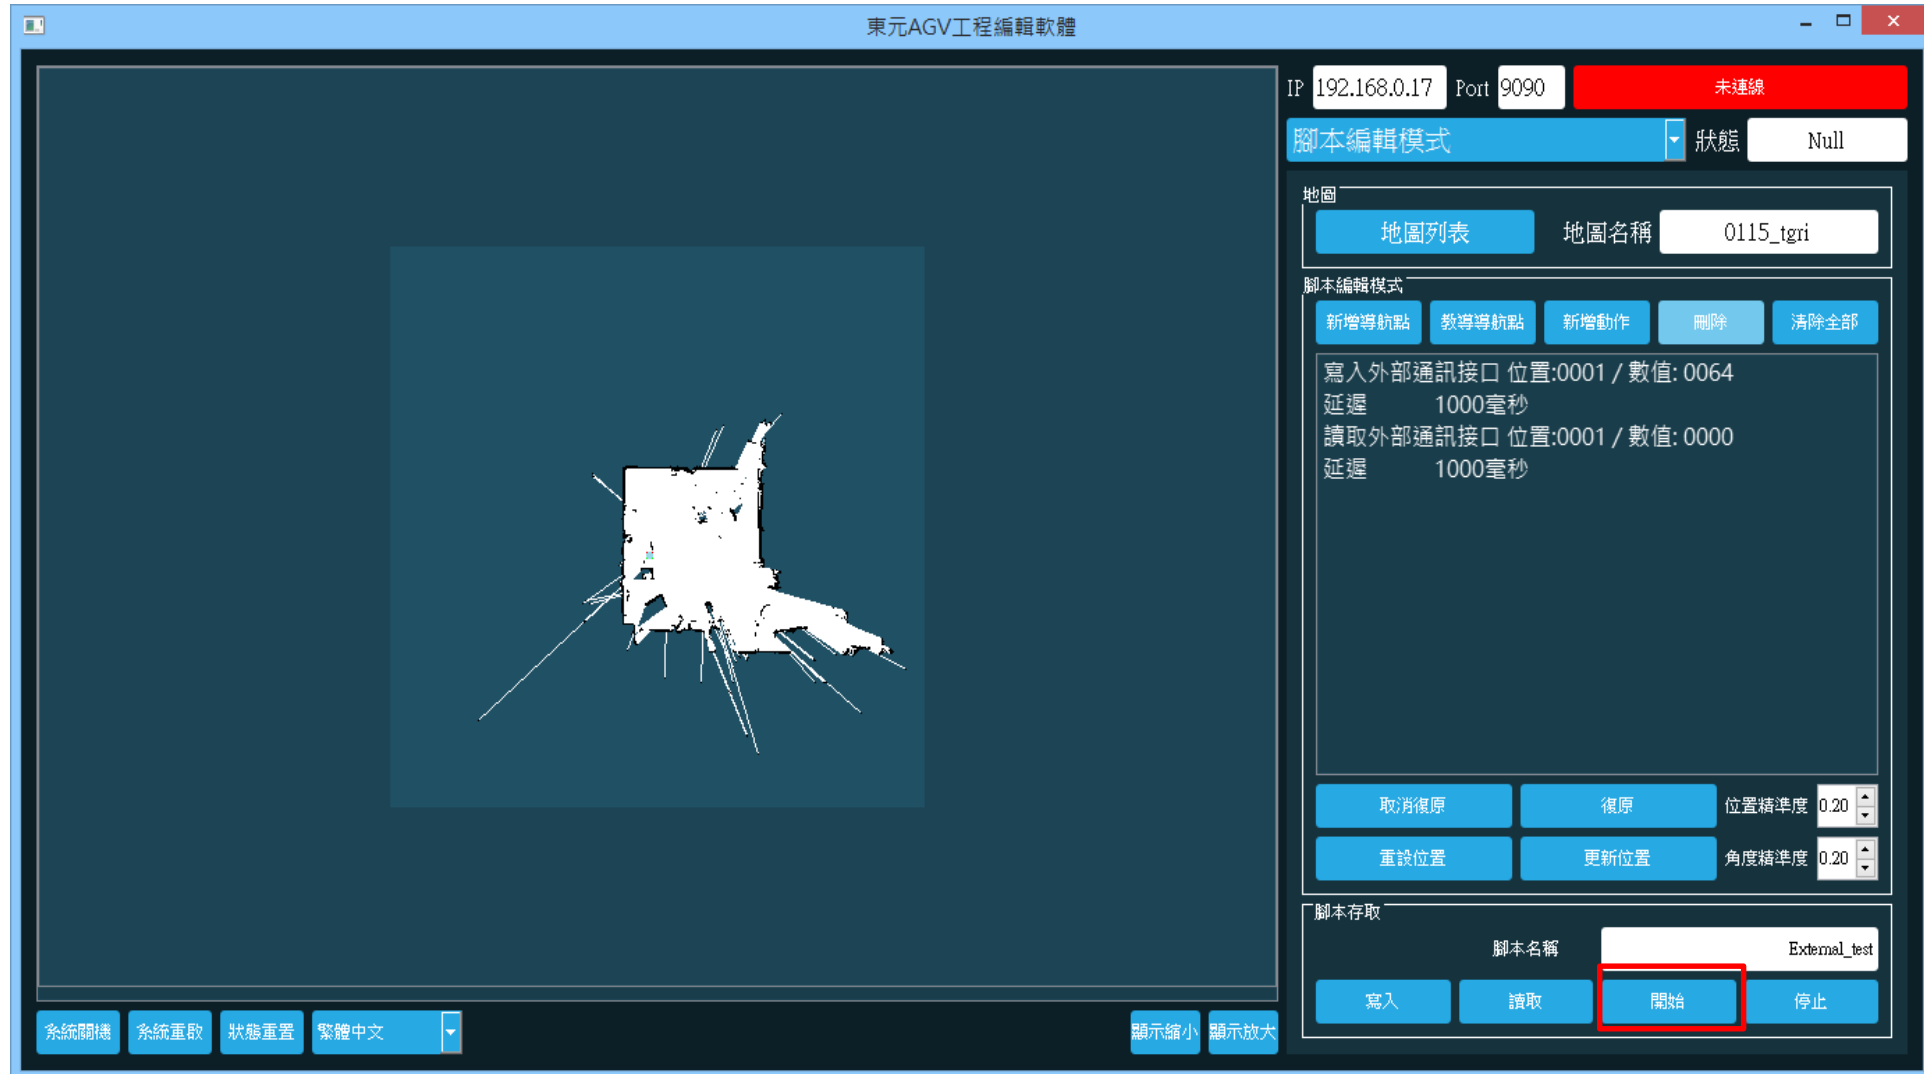 東元AGV工程編輯軟體
IP 192.168.0.17 Port 9090 未連線
腳本編輯模式 狀態 Null
地圖
地圖列表 地圖名稱 0115_tgri
腳本編輯模式
新增導航點 教導導航點 新增動作 刪除 清除全部
寫入外部通訊接口 位置:0001 / 數值: 0064
延遲 1000毫秒
讀取外部通訊接口 位置:0001 / 數值: 0000
延遲 1000毫秒
取消復原 復原 位置精準度 0.20
重設位置 更新位置 角度精準度 0.20
腳本存取
腳本名稱 External_test
寫入 讀取 開始 停止
系統關機 系統重啟 狀態重置 繁體中文 顯示縮小 顯示放大